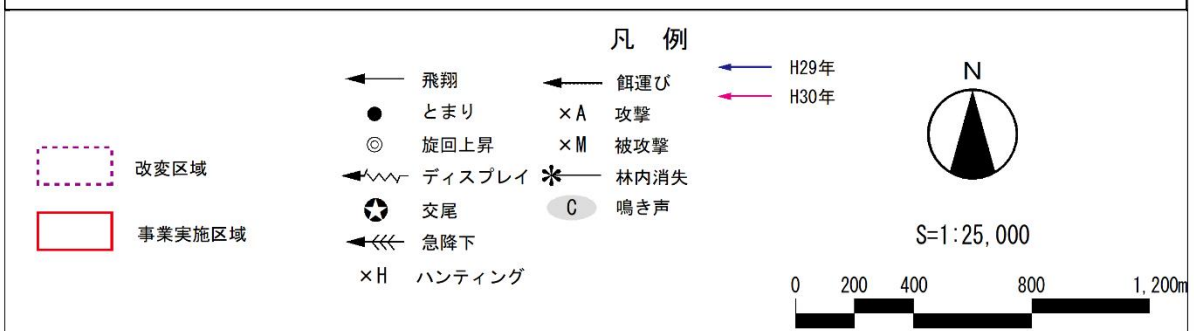 凡 例
改変区域
事業実施区域
飛翔
とまり
旋回上昇
ディスプレイ
交尾
急降下
×H ハンティング
餌運び
×A 攻撃
×M 被攻撃
林内消失
C 鳴き声
H29年
H30年
N
S=1:25,000
0 200 400 800 1,200m